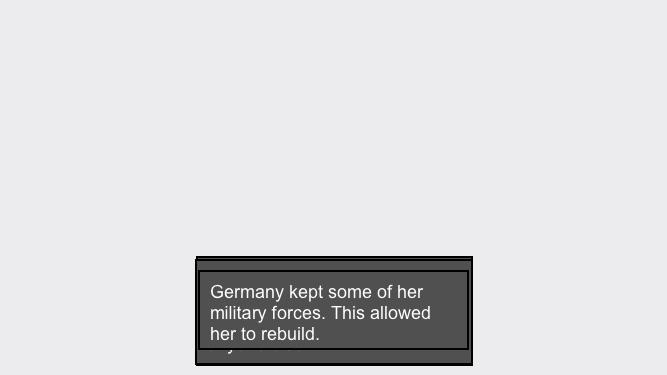 Germany kept some of her
military forces. This allowed
her to rebuild.